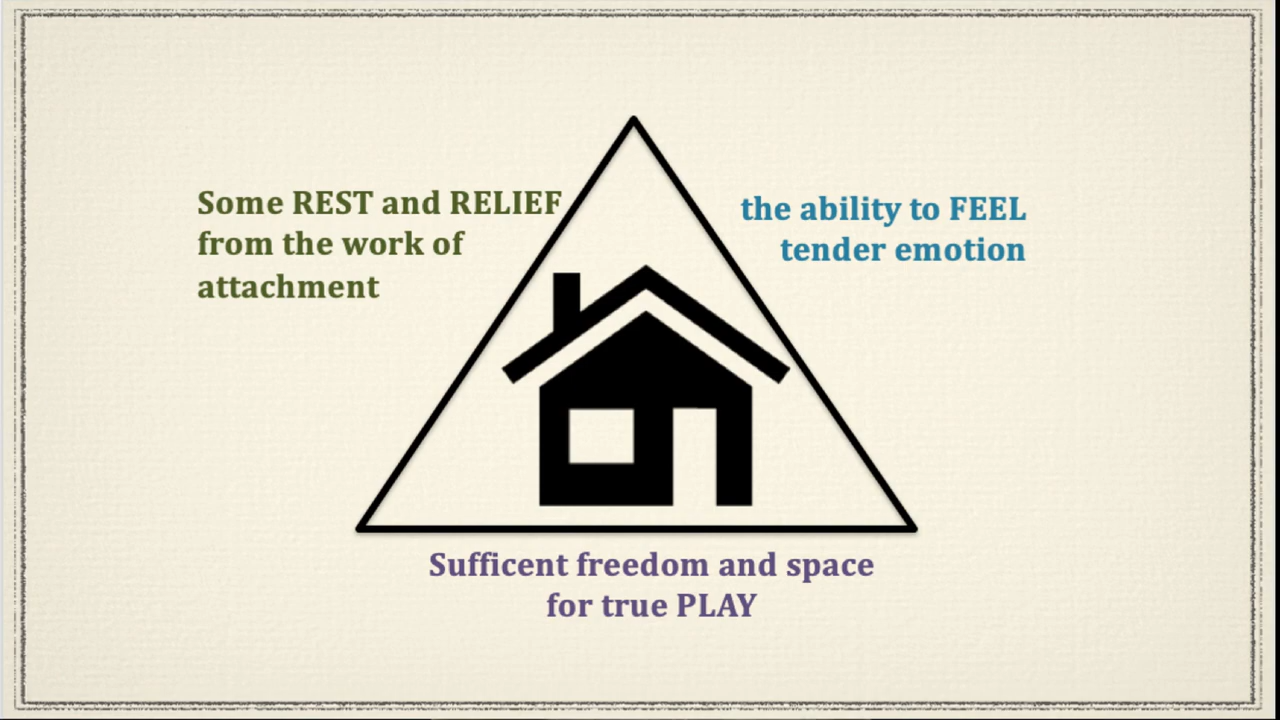 Some REST and RELIEF
from the work of
attachment
the ability to FEEL
tender emotion
Sufficent freedom and space
for true PLAY